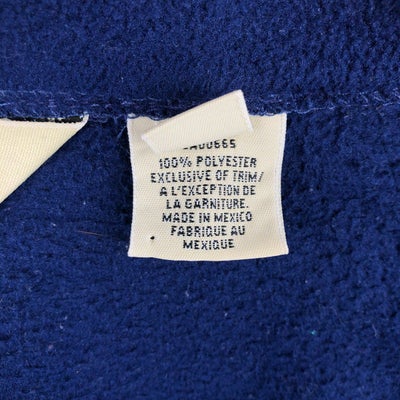 100% POLYESTER
EXCLUSIVE OF TRIM/
A L'EXCEPTION DE
LA GARNITURE.
MADE IN MEXICO
FABRIQUE AU
MEXIQUE